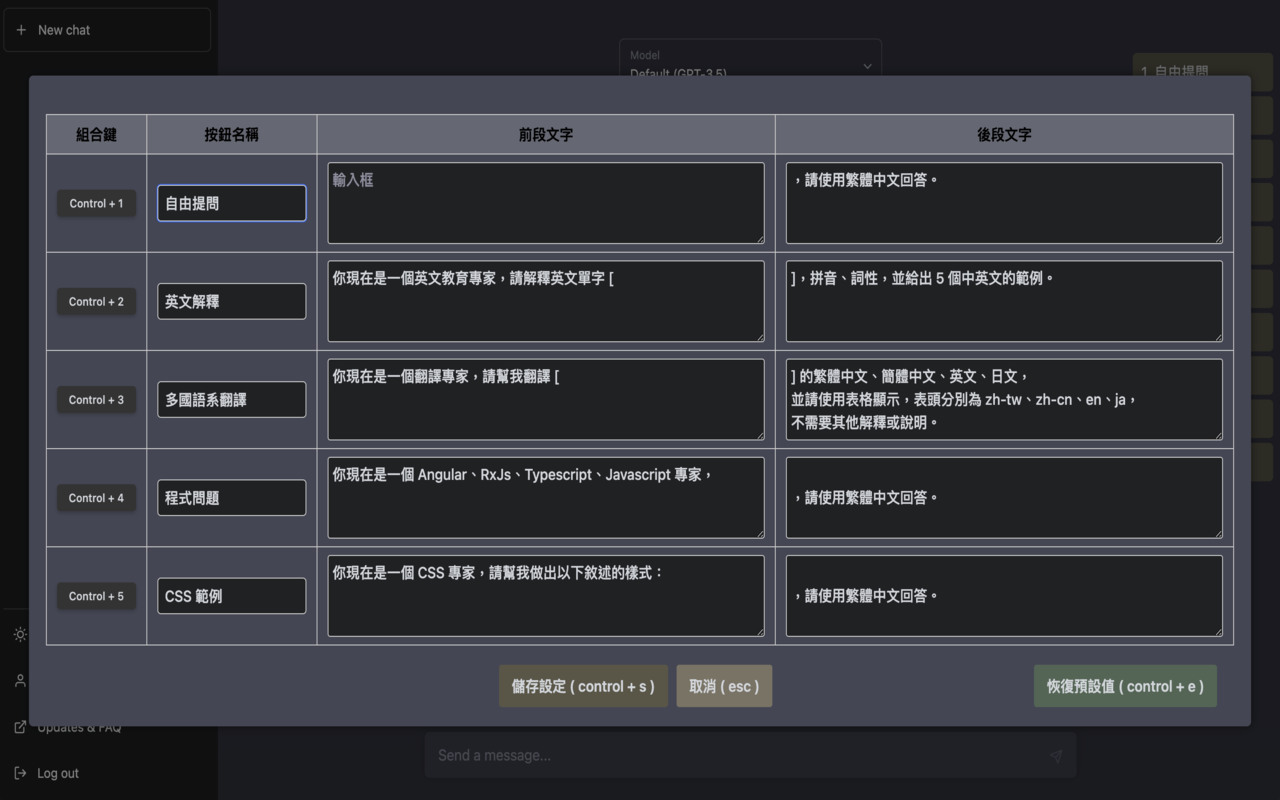 New chat
Model
Default (GPT-3.5)
1. 自由提問
組合鍵 按鈕名稱 前段文字 後段文字
Control + 1 自由提問 輸入框 ，請使用繁體中文回答。
Control + 2 英文解釋 你現在是一個英文教育專家，請解釋英文單字 [ ]，拼音、詞性，並給出 5 個中英文的範例。
Control + 3 多國語系翻譯 你現在是一個翻譯專家，請幫我翻譯 [ ] 的繁體中文、簡體中文、英文、日文，
並請使用表格顯示，表頭分別為 zh-tw、zh-cn、en、ja，
不需要其他解釋或說明。
Control + 4 程式問題 你現在是一個 Angular、RxJs、Typescript、Javascript 專家，
，請使用繁體中文回答。
Control + 5 CSS 範例 你現在是一個 CSS 專家，請幫我做出以下敘述的樣式：
，請使用繁體中文回答。
儲存設定 ( control + s ) 取消 ( esc ) 恢復預設值 ( control + e )
Updates & FAQ
Send a message...
Log out